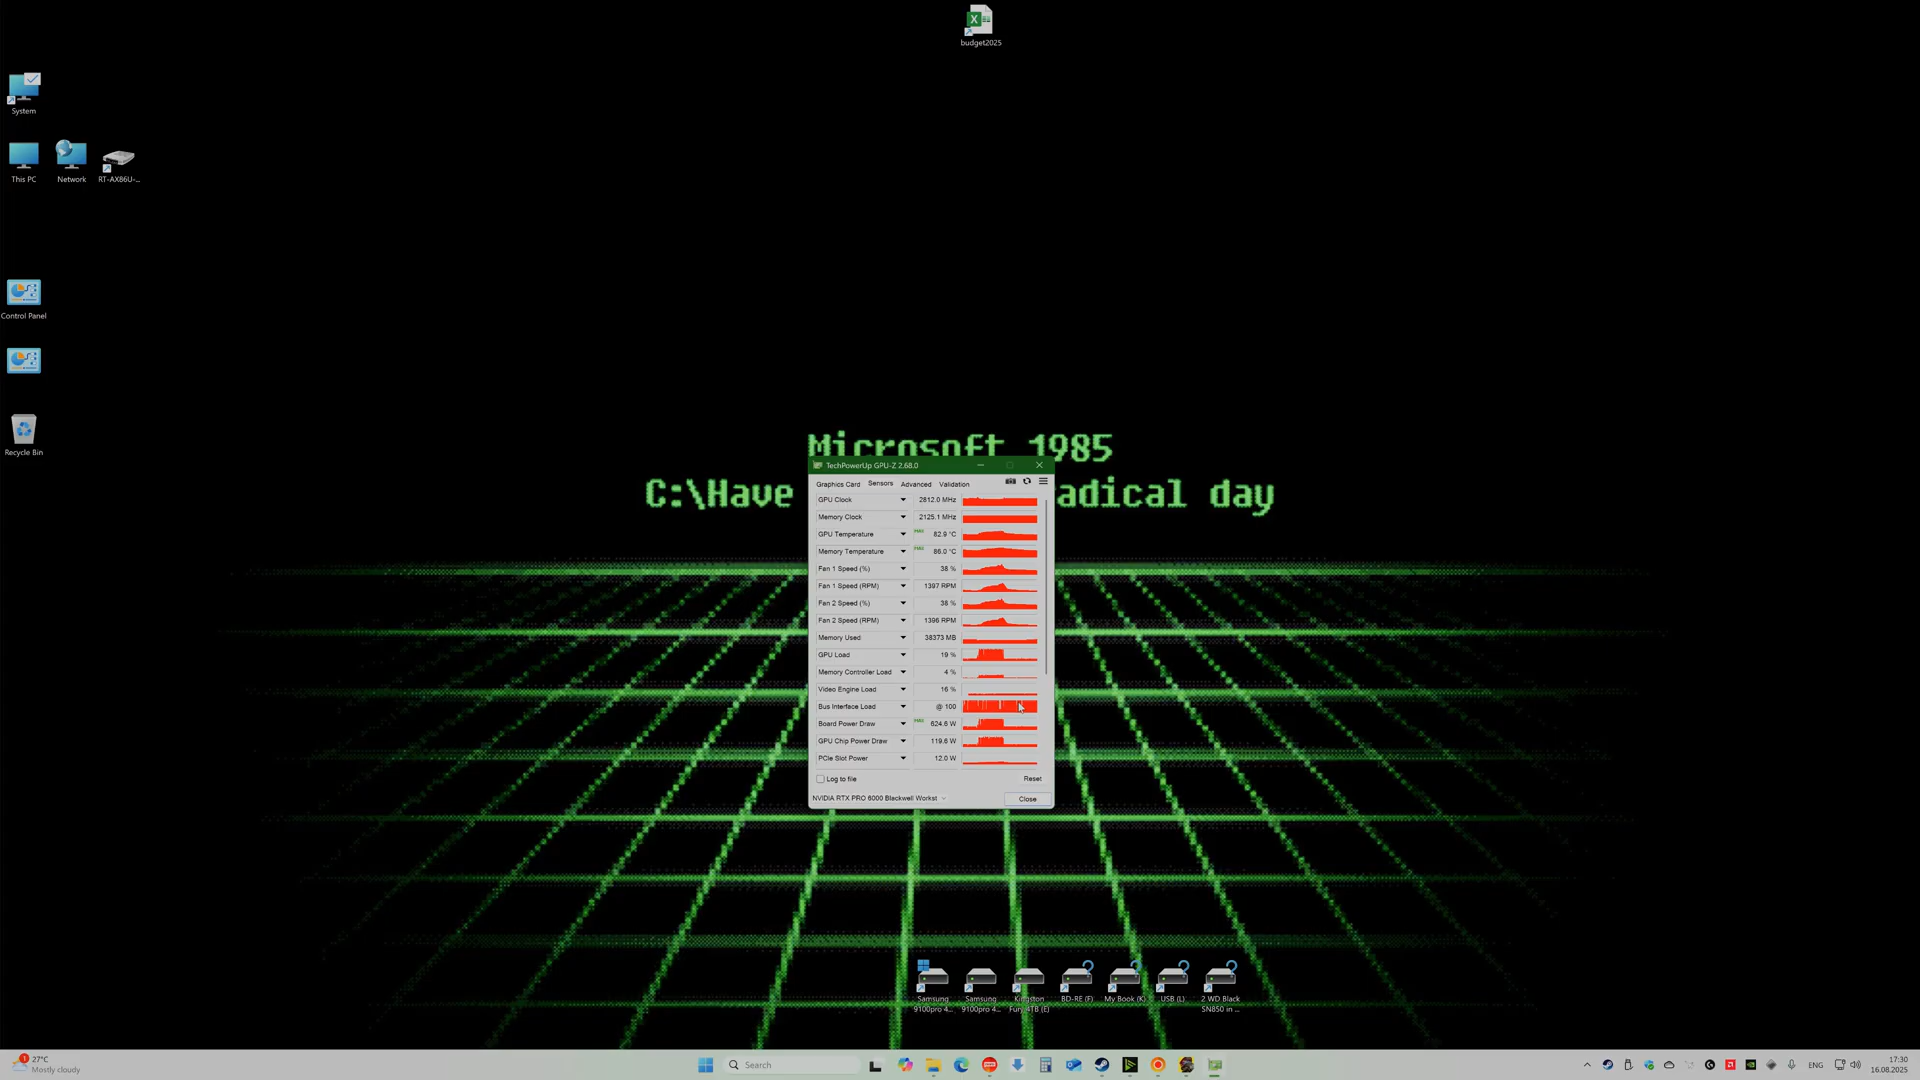 budget2025
System
This PC
Network
RT-AX86U-...
Control Panel
Recycle Bin
Microsoft 1985
C:\Have
adical day
TechPowerUp GPU-Z 2.68.0
Graphics Card Sensors Advanced Validation
GPU Clock 2812.0 MHz
Memory Clock 2125.1 MHz
GPU Temperature MAX 82.9 °C
Memory Temperature MAX 86.0 °C
Fan 1 Speed (%) 38 %
Fan 1 Speed (RPM) 1397 RPM
Fan 2 Speed (%) 38 %
Fan 2 Speed (RPM) 1396 RPM
Memory Used 38373 MB
GPU Load 19 %
Memory Controller Load 4 %
Video Engine Load 16 %
Bus Interface Load @ 100
Board Power Draw MAX 624.6 W
GPU Chip Power Draw 119.6 W
PCIe Slot Power 12.0 W
Log to file
Reset
NVIDIA RTX PRO 6000 Blackwell Workst
Close
Samsung 9100pro 4...
Samsung 9100pro 4...
Kingston Fury 4TB (E)
BD-RE (F)
My Book (K)
USB (L)
2 WD Black SN850 in ...
1
27°C
Mostly cloudy
Search
ENG
17:30
16.08.2025